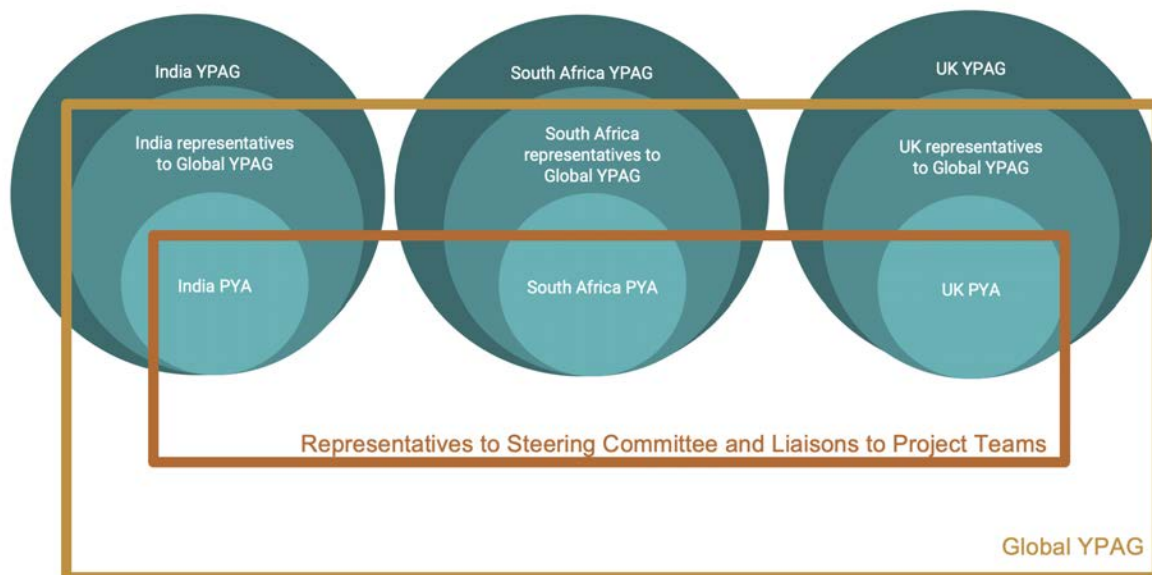 India YPAG
South Africa YPAG
UK YPAG
India representatives
to Global YPAG
South Africa
representatives to
Global YPAG
UK representatives
to Global YPAG
India PYA
South Africa PYA
UK PYA
Representatives to Steering Committee and Liaisons to Project Teams
Global YPAG